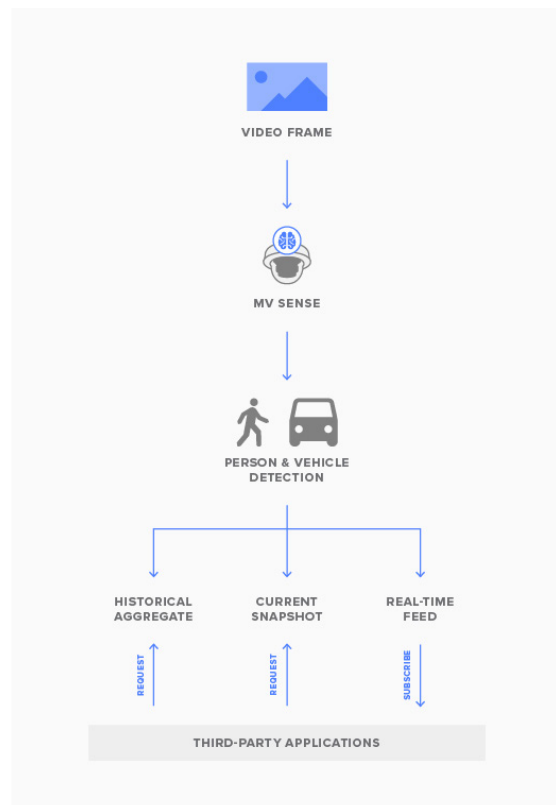 VIDEO FRAME
MV SENSE
PERSON & VEHICLE
DETECTION
HISTORICAL
AGGREGATE
CURRENT
SNAPSHOT
REAL-TIME
FEED
REQUEST
REQUEST
SUBSCRIBE
THIRD-PARTY APPLICATIONS